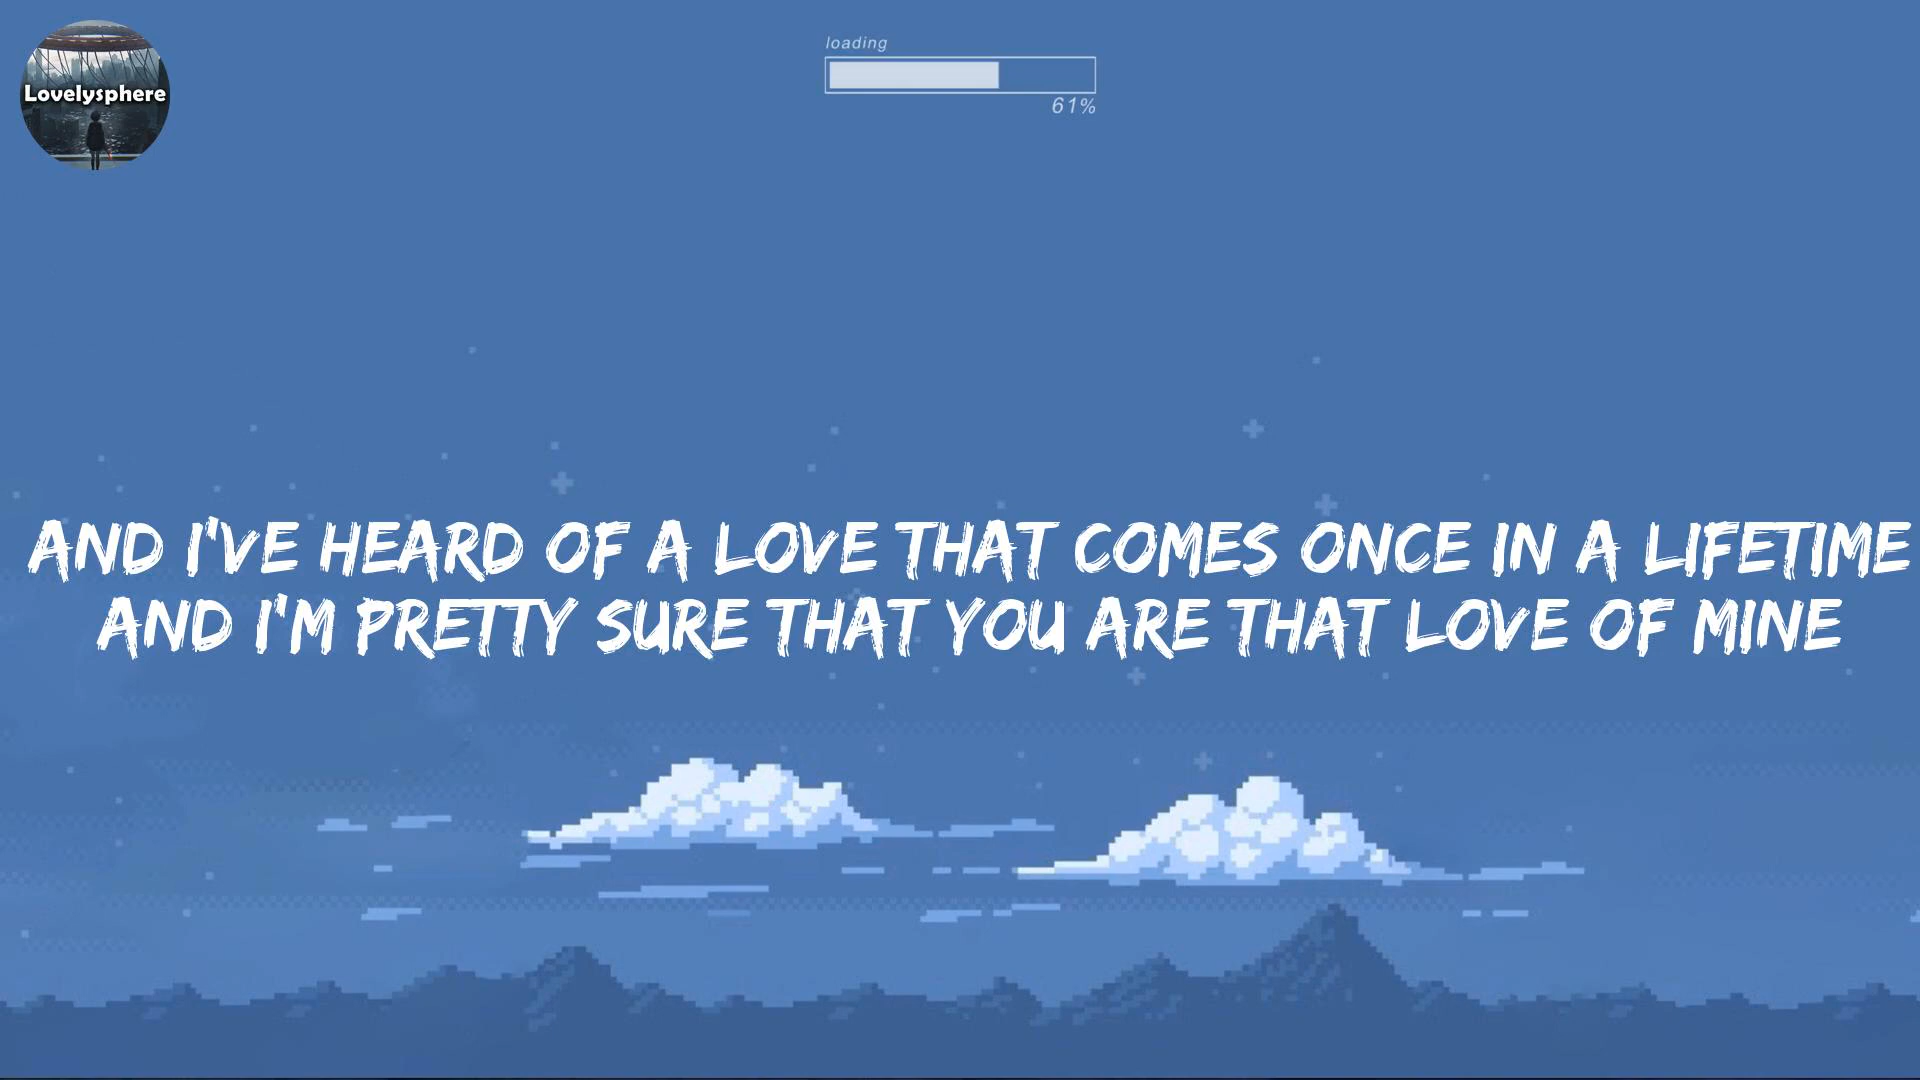 Lovelysphere
loading
61%
AND I'VE HEARD OF A LOVE THAT COMES ONCE IN A LIFETIME
AND I'M PRETTY SURE THAT YOU ARE THAT LOVE OF MINE